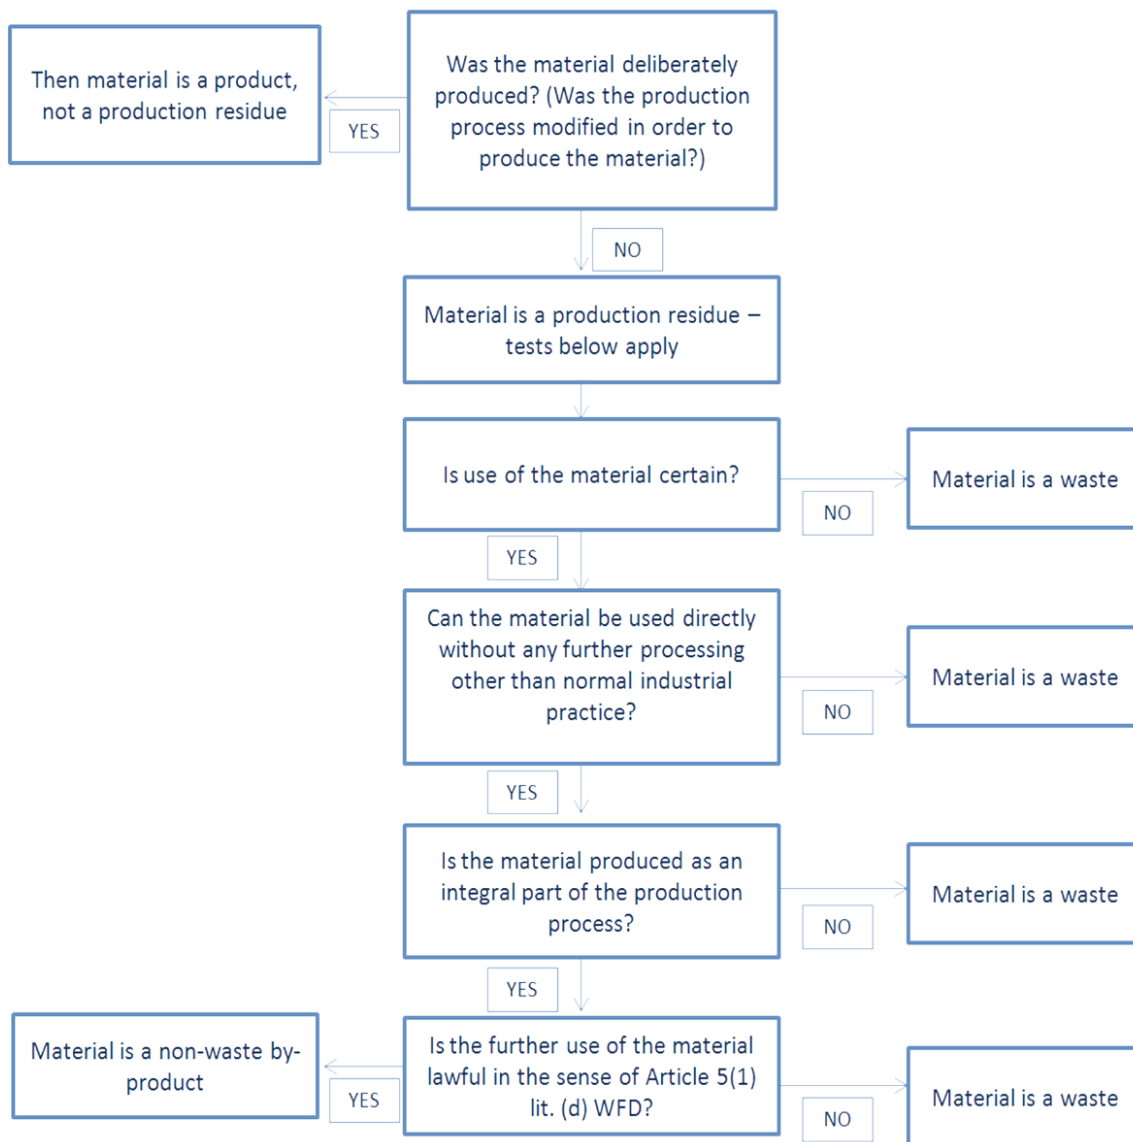 Then material is a product,
not a production residue
YES
Was the material deliberately
produced? (Was the production
process modified in order to
produce the material?)
NO
Material is a production residue –
tests below apply
Is use of the material certain?
NO
Material is a waste
YES
Can the material be used directly
without any further processing
other than normal industrial
practice?
NO
Material is a waste
YES
Is the material produced as an
integral part of the production
process?
NO
Material is a waste
YES
Material is a non-waste by-
product
YES
Is the further use of the material
lawful in the sense of Article 5(1)
lit. (d) WFD?
NO
Material is a waste